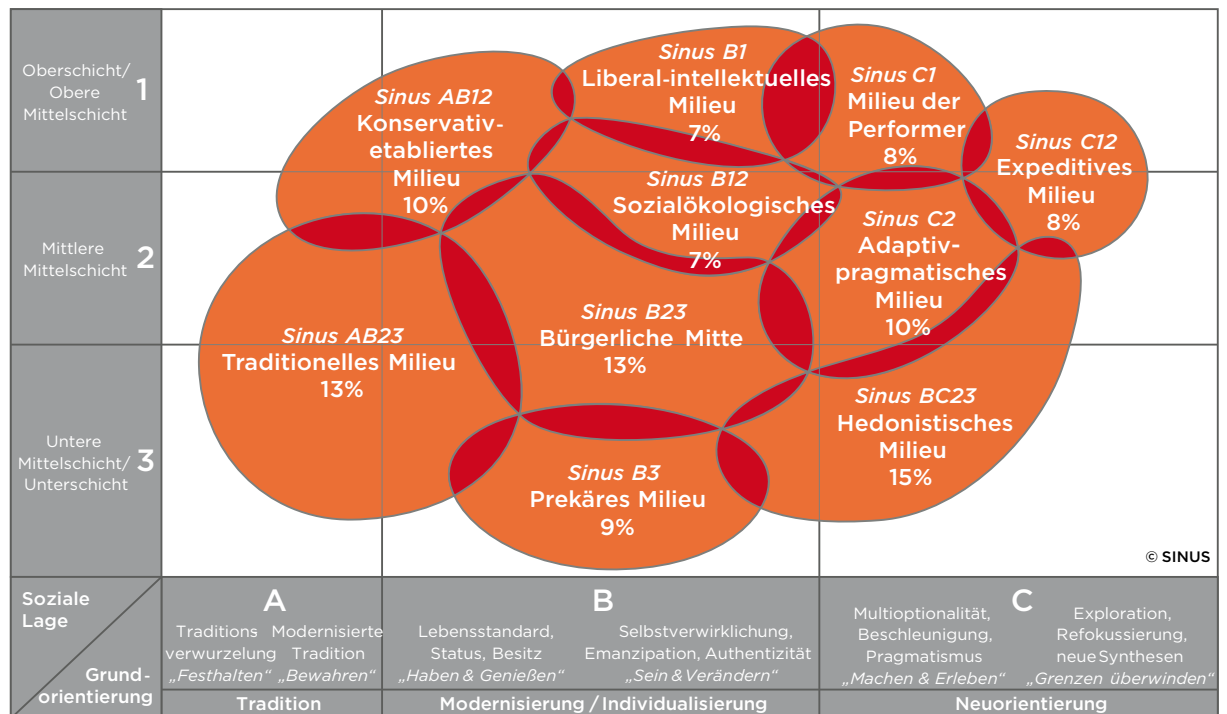 Oberschicht/
Obere
Mittelschicht
1
Mittlere
Mittelschicht
2
Untere
Mittelschicht/
Unterschicht
3
Sinus AB12
Konservativ-
etabliertes
Milieu
10%
Sinus B1
Liberal-intellektuelles
Milieu
7%
Sinus C1
Milieu der
Performer
8%
Sinus C12
Expeditives
Milieu
8%
Sinus B12
Sozialökologisches
Milieu
7%
Sinus C2
Adaptiv-
pragmatisches
Milieu
10%
Sinus AB23
Traditionelles Milieu
13%
Sinus B23
Bürgerliche Mitte
13%
Sinus BC23
Hedonistisches
Milieu
15%
Sinus B3
Prekäres Milieu
9%
© SINUS
Soziale
Lage
Grund-
orientierung
A
Traditions
verwurzelung
„Festhalten“
Modernisierte
Tradition
„Bewahren“
Tradition
B
Lebensstandard,
Status, Besitz
„Haben & Genießen“
Selbstverwirklichung,
Emanzipation, Authentizität
„Sein & Verändern“
Modernisierung / Individualisierung
C
Multioptionalität,
Beschleunigung,
Pragmatismus
„Machen & Erleben“
Exploration,
Refokussierung,
neue Synthesen
„Grenzen überwinden“
Neuorientierung